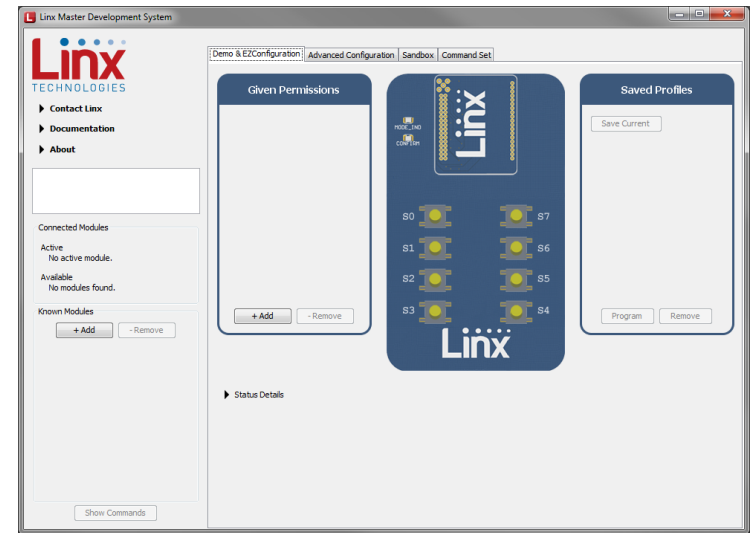 Linx Master Development System
Linx
TECHNOLOGIES
Contact Linx
Documentation
About
Connected Modules
Active
No active module.
Available
No modules found.
Known Modules
+ Add
- Remove
Show Commands
Demo & EZConfiguration
Advanced Configuration
Sandbox
Command Set
Given Permissions
+ Add
- Remove
MODE_IND
CONFIRM
Linx
S0
S7
S1
S6
S2
S5
S3
S4
Linx
Saved Profiles
Save Current
Program
Remove
Status Details